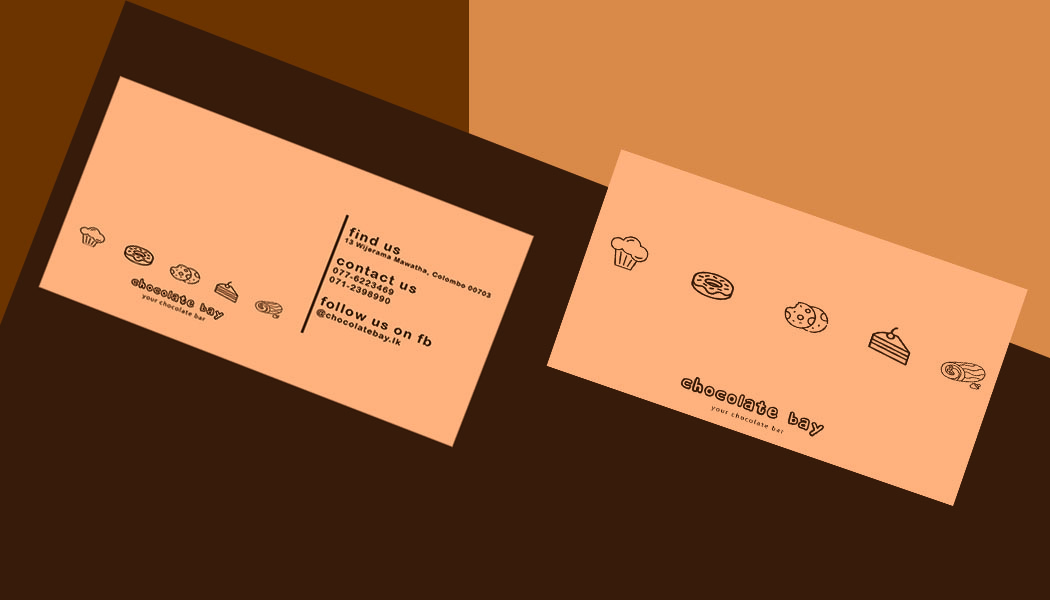 find us
13 Wijerama Mawatha, Colombo 00703
contact us
077-6223469
071-2398990
follow us on fb
@chocolatebay.lk
chocolate bay
your chocolate bar
chocolate bay
your chocolate bar